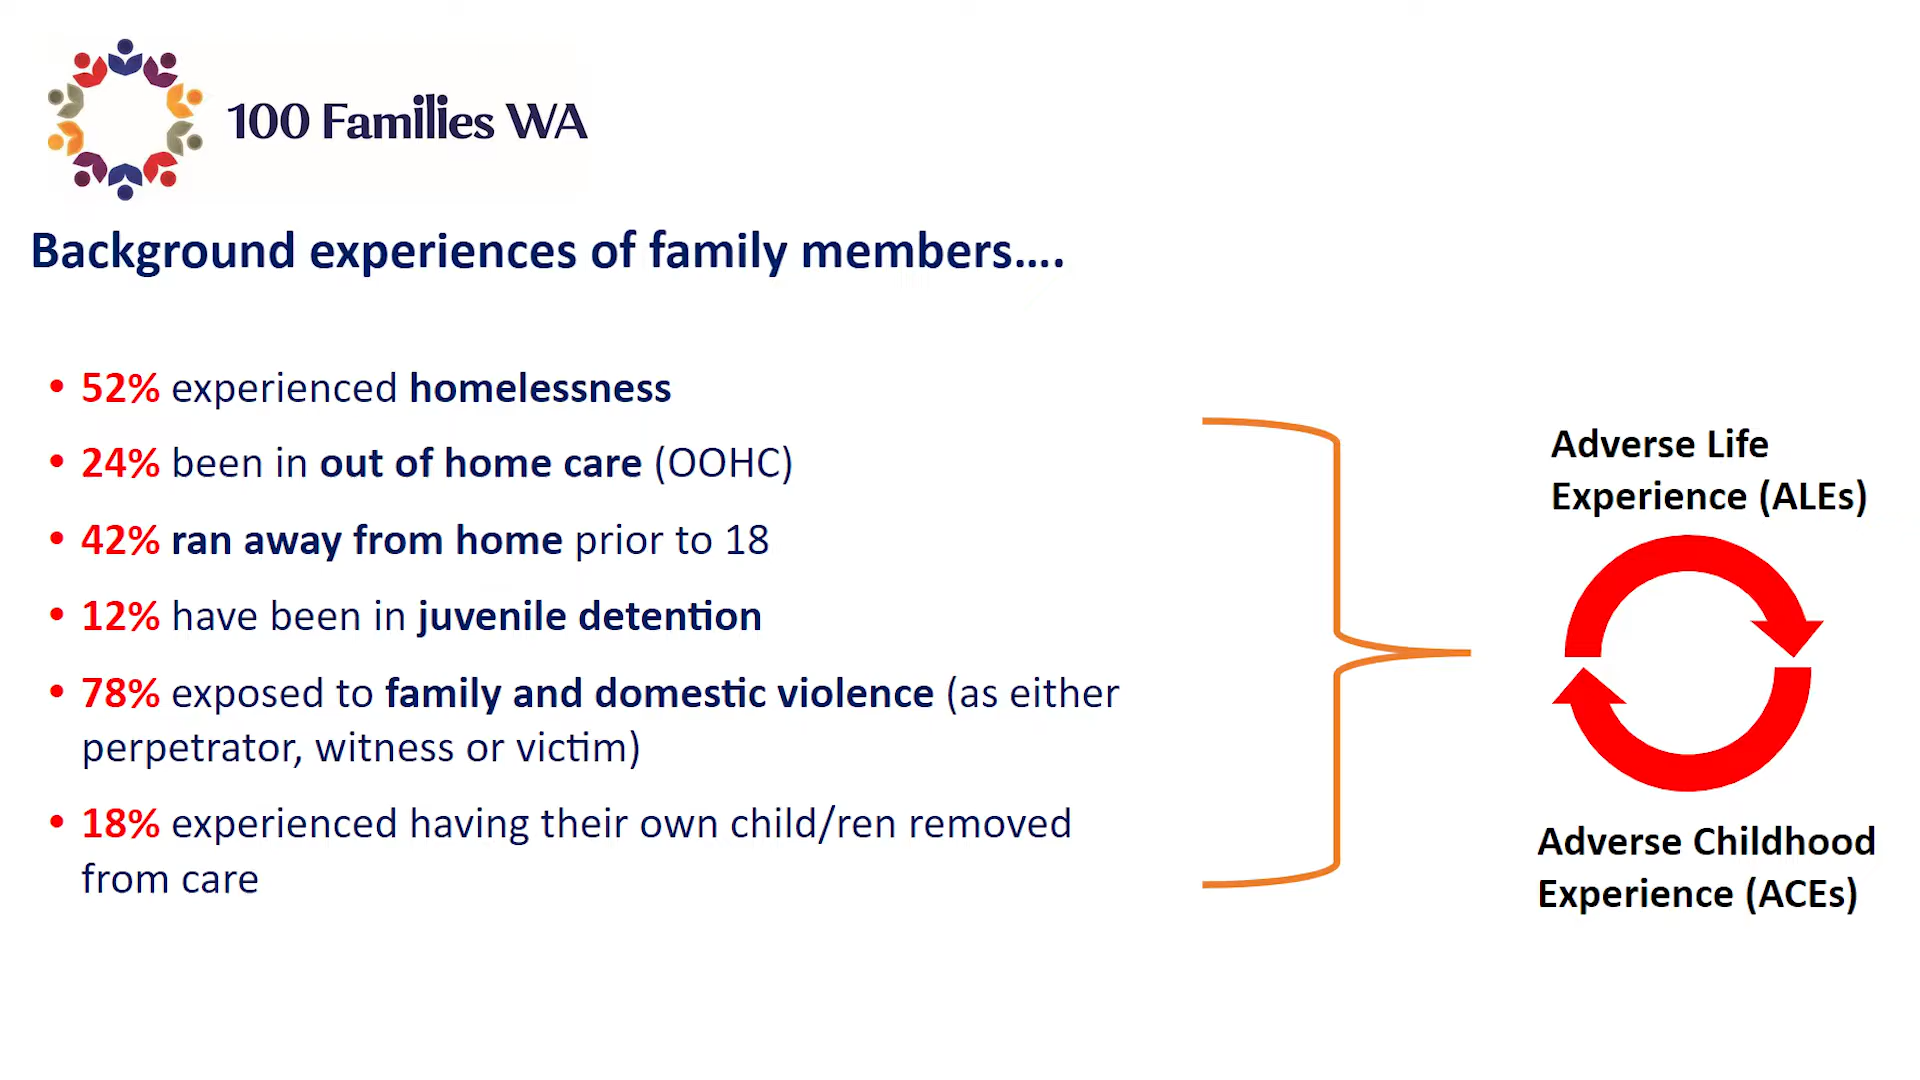 100 Families WA
Background experiences of family members....
• 52% experienced homelessness
• 24% been in out of home care (OOHC)
• 42% ran away from home prior to 18
• 12% have been in juvenile detention
• 78% exposed to family and domestic violence (as either
perpetrator, witness or victim)
• 18% experienced having their own child/ren removed
from care
Adverse Life
Experience (ALEs)
Adverse Childhood
Experience (ACEs)